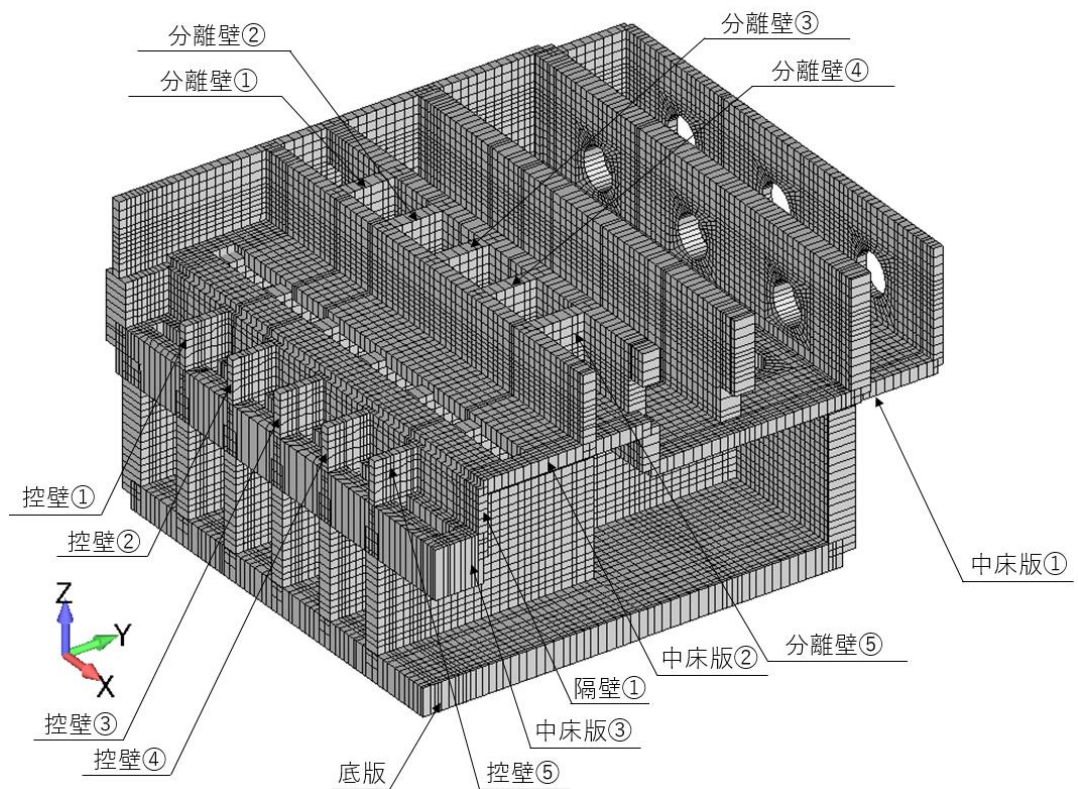 分離壁②
分離壁③
分離壁①
分離壁④
控壁①
控壁②
中床版①
Z
Y
X
分離壁⑤
中床版②
隔壁①
控壁③
中床版③
控壁④
底版
控壁⑤